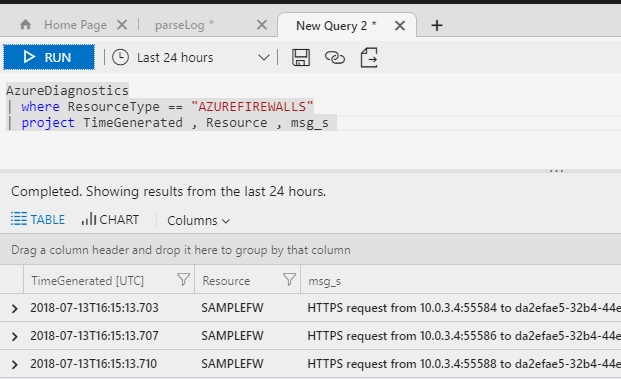 Home Page
parseLog *
New Query 2 *
RUN
Last 24 hours
AzureDiagnostics
| where ResourceType == "AZUREFIREWALLS"
| project TimeGenerated , Resource , msg_s
Completed. Showing results from the last 24 hours.
TABLE CHART Columns
Drag a column header and drop it here to group by that column
TimeGenerated [UTC] Resource msg_s
2018-07-13T16:15:13.703 SAMPLEFW HTTPS request from 10.0.3.4:55584 to da2efae5-32b4-44e
2018-07-13T16:15:13.707 SAMPLEFW HTTPS request from 10.0.3.4:55586 to da2efae5-32b4-44e
2018-07-13T16:15:13.710 SAMPLEFW HTTPS request from 10.0.3.4:55588 to da2efae5-32b4-44e